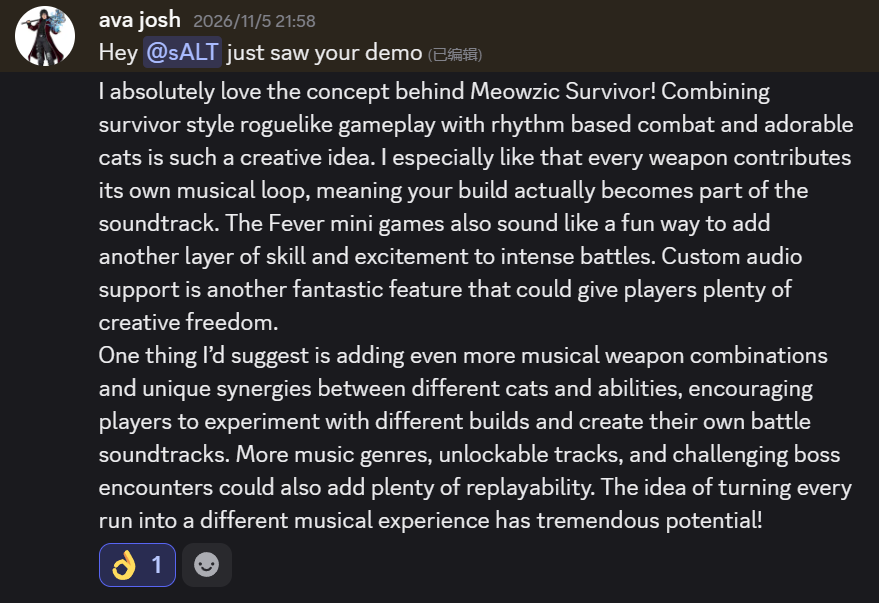 ava josh 2026/11/5 21:58
Hey @sALT just saw your demo (已编辑)
I absolutely love the concept behind Meowzic Survivor! Combining
survivor style roguelike gameplay with rhythm based combat and adorable
cats is such a creative idea. I especially like that every weapon contributes
its own musical loop, meaning your build actually becomes part of the
soundtrack. The Fever mini games also sound like a fun way to add
another layer of skill and excitement to intense battles. Custom audio
support is another fantastic feature that could give players plenty of
creative freedom.
One thing I’d suggest is adding even more musical weapon combinations
and unique synergies between different cats and abilities, encouraging
players to experiment with different builds and create their own battle
soundtracks. More music genres, unlockable tracks, and challenging boss
encounters could also add plenty of replayability. The idea of turning every
run into a different musical experience has tremendous potential!
1